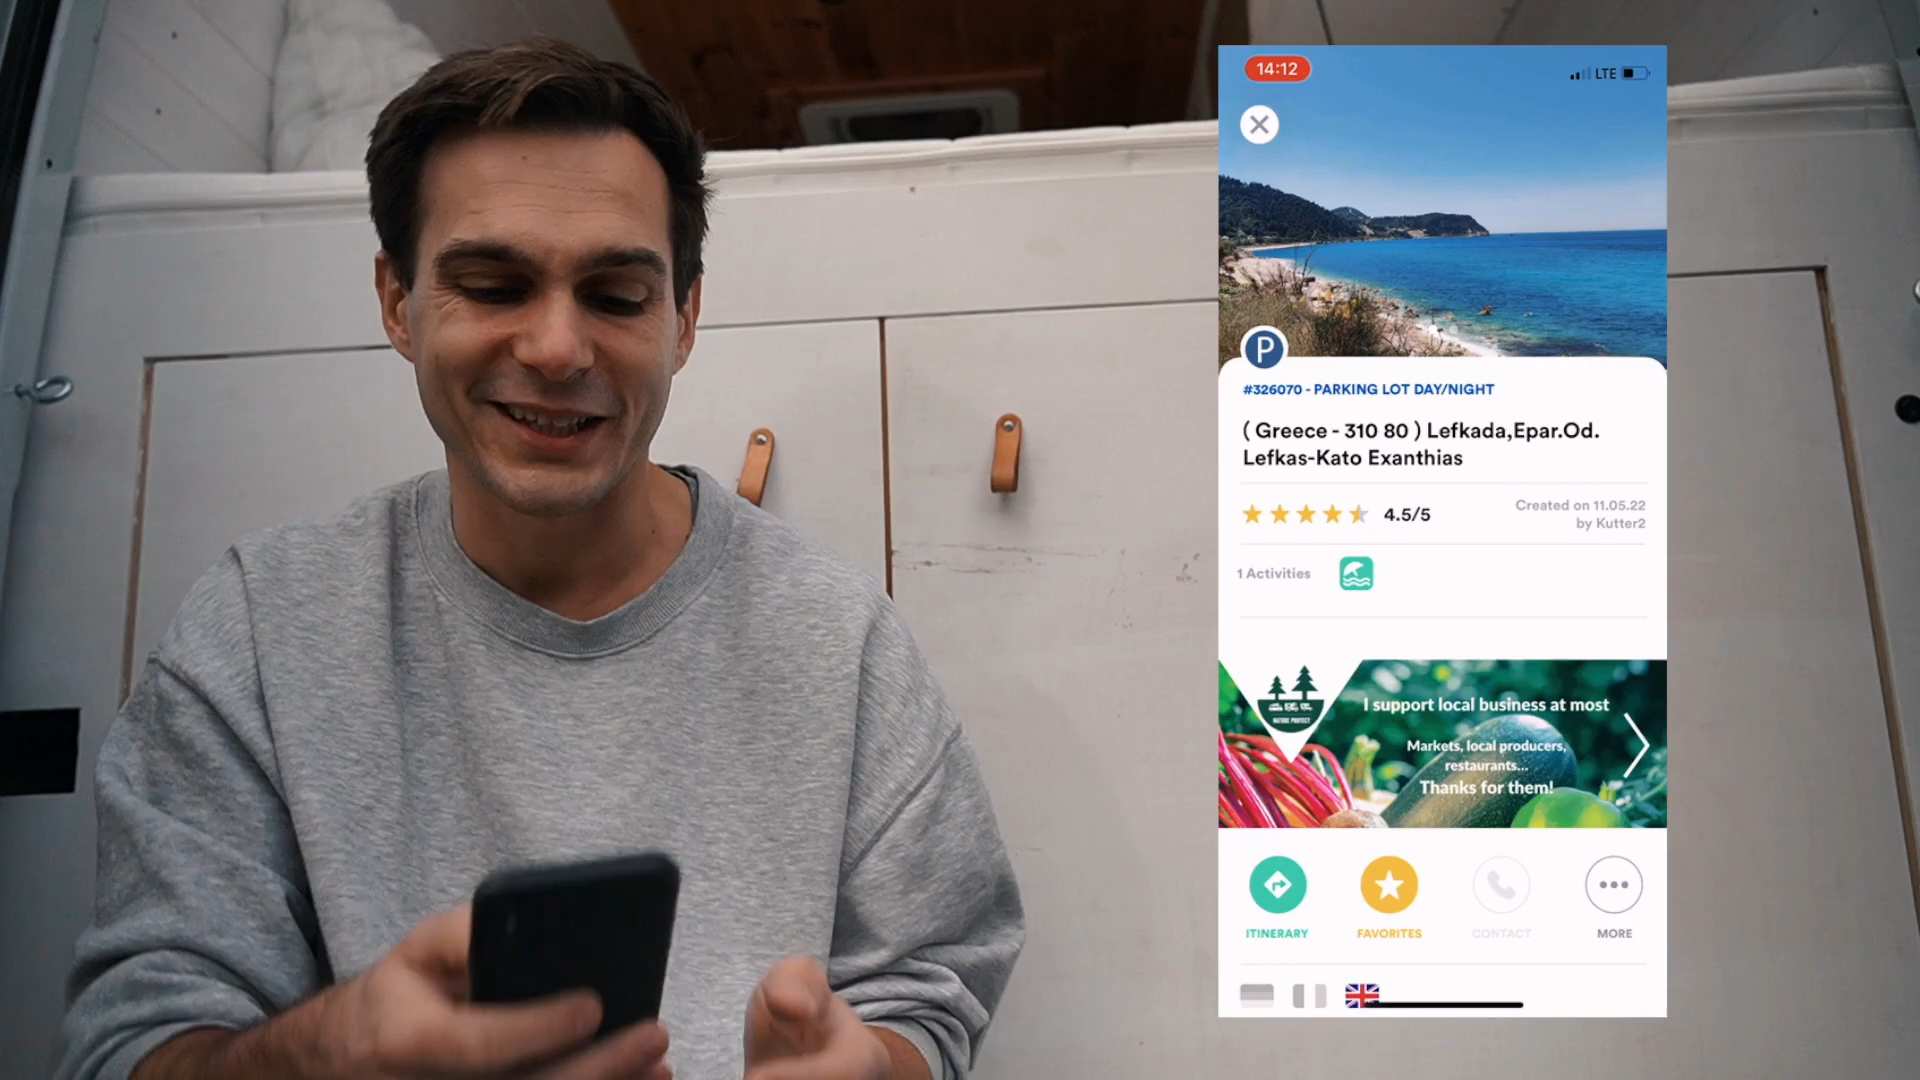 14:12
LTE
P
#326070 - PARKING LOT DAY/NIGHT
( Greece - 310 80 ) Lefkada,Epar.Od.
Lefkas-Kato Exanthias
4.5/5
Created on 11.05.22
by Kutter2
1 Activities
NATURE PROTECT
I support local business at most
Markets, local producers,
restaurants...
Thanks for them!
ITINERARY
FAVORITES
CONTACT
MORE